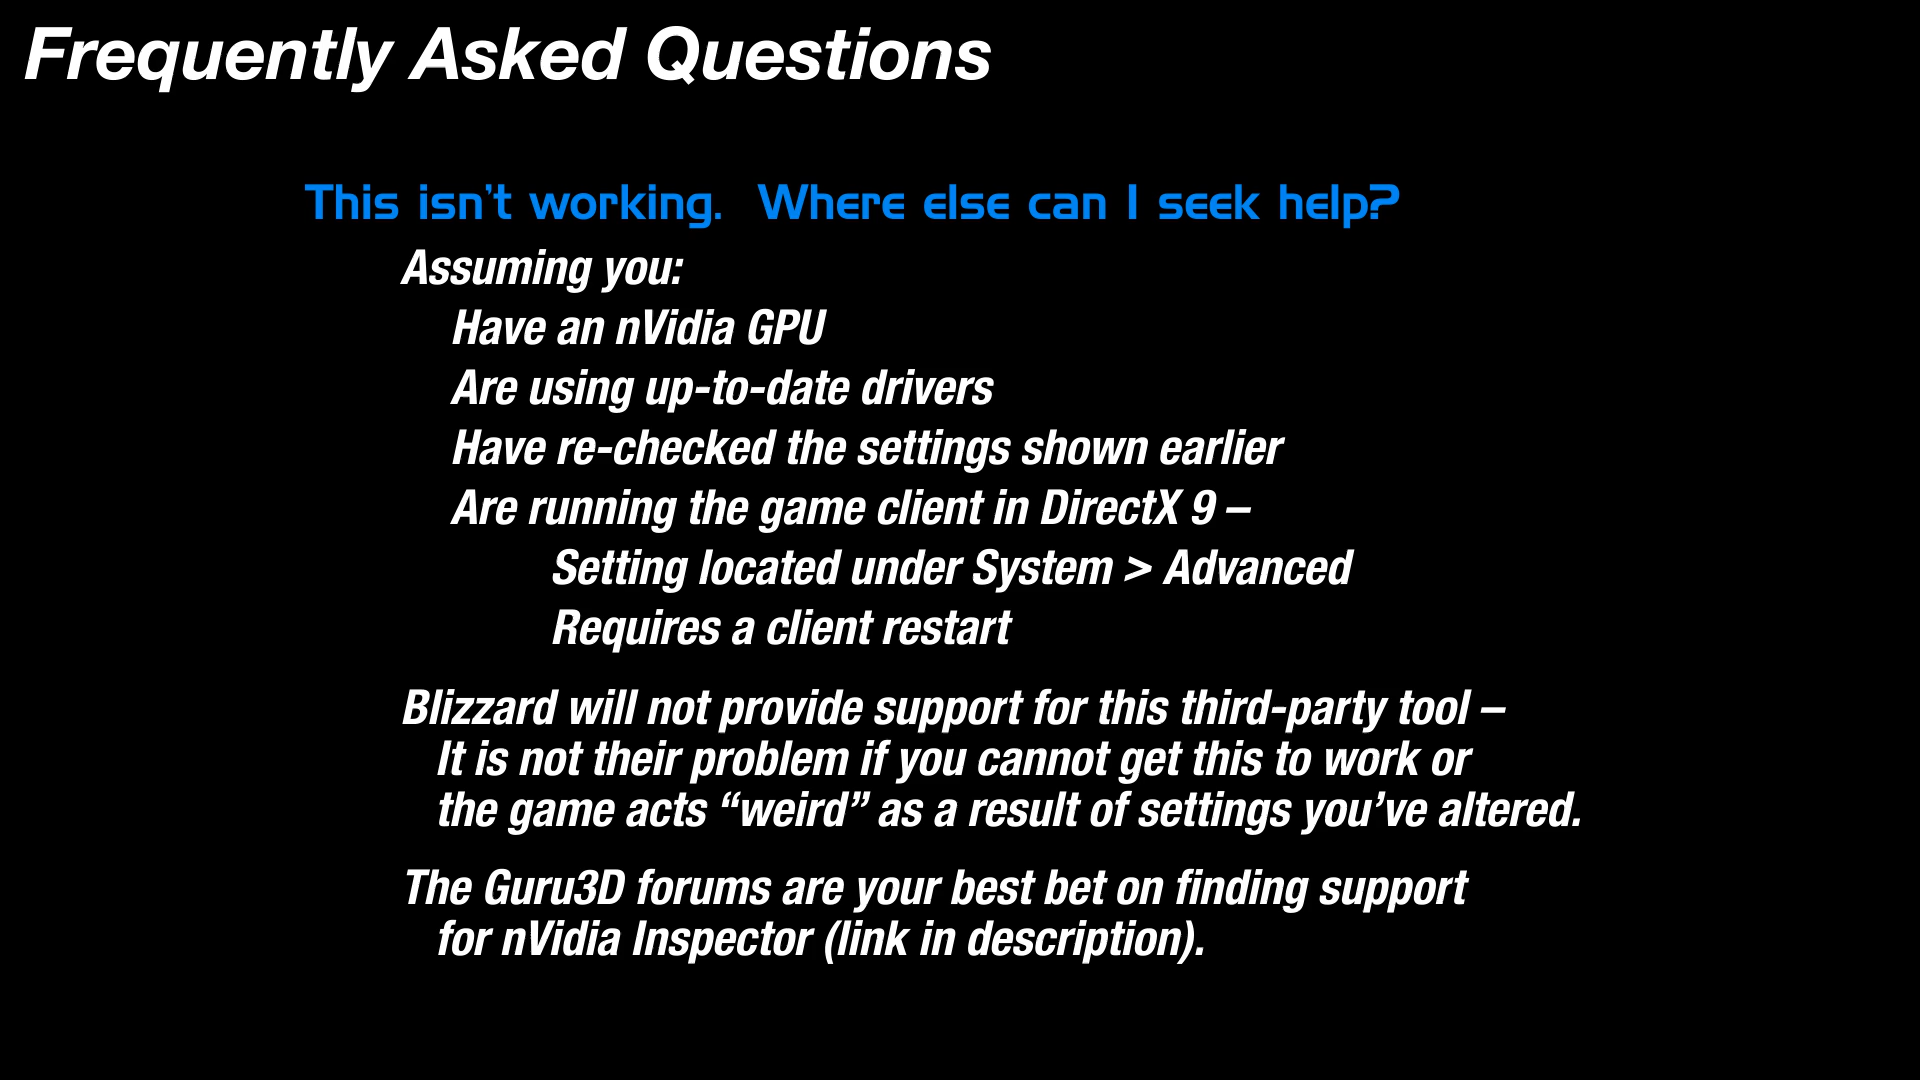 Frequently Asked Questions
This isn't working.  Where else can I seek help?
Assuming you:
Have an nVidia GPU
Are using up-to-date drivers
Have re-checked the settings shown earlier
Are running the game client in DirectX 9 –
Setting located under System > Advanced
Requires a client restart
Blizzard will not provide support for this third-party tool –
It is not their problem if you cannot get this to work or
the game acts “weird” as a result of settings you’ve altered.
The Guru3D forums are your best bet on finding support
for nVidia Inspector (link in description).